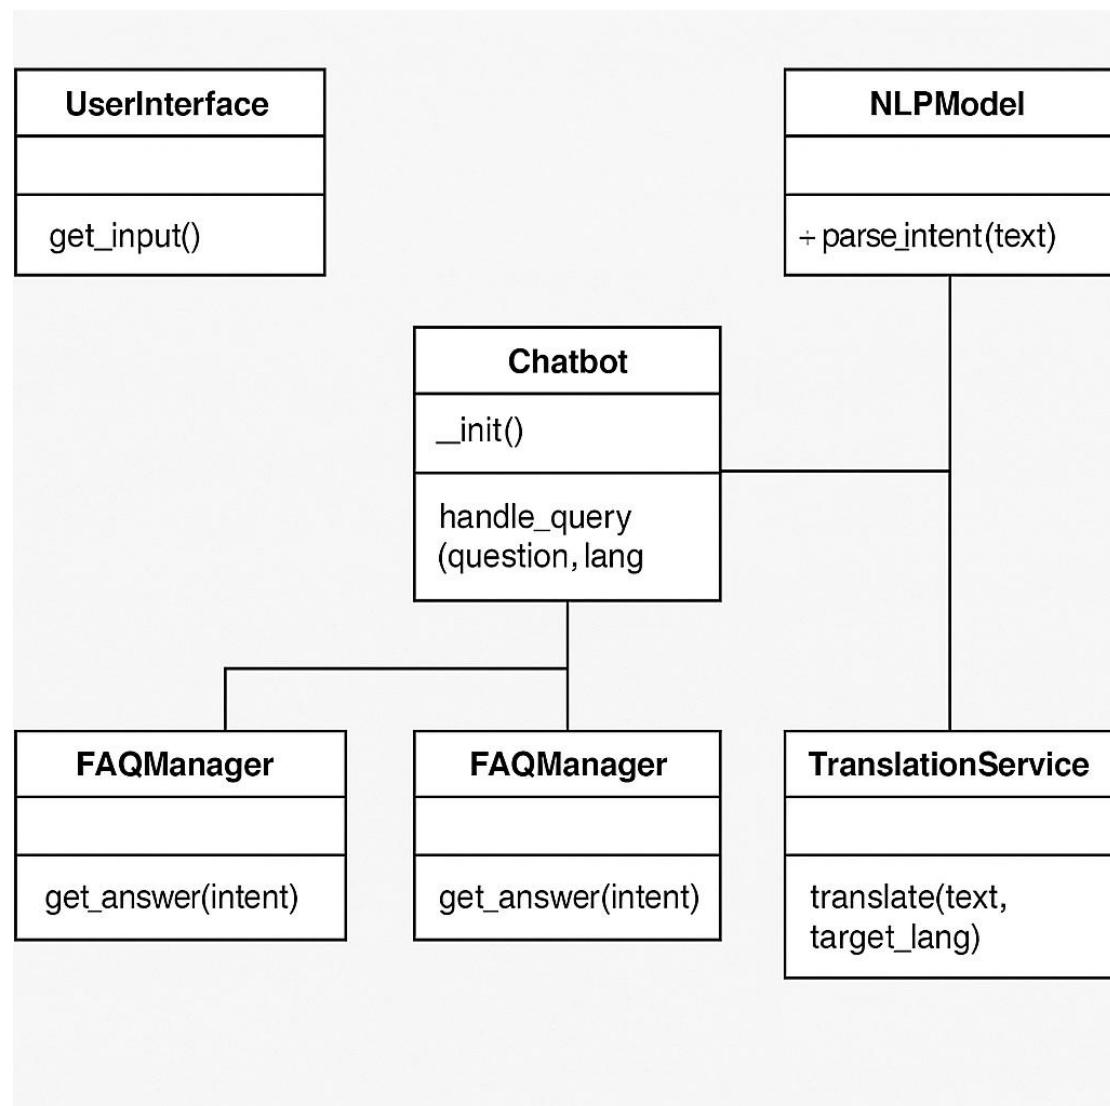 UserInterface
get_input()
NLPModel
÷ parse_intent(text)
Chatbot
__init()
handle_query
(question, lang
FAQManager
get_answer(intent)
FAQManager
get_answer(intent)
TranslationService
translate(text,
target_lang)